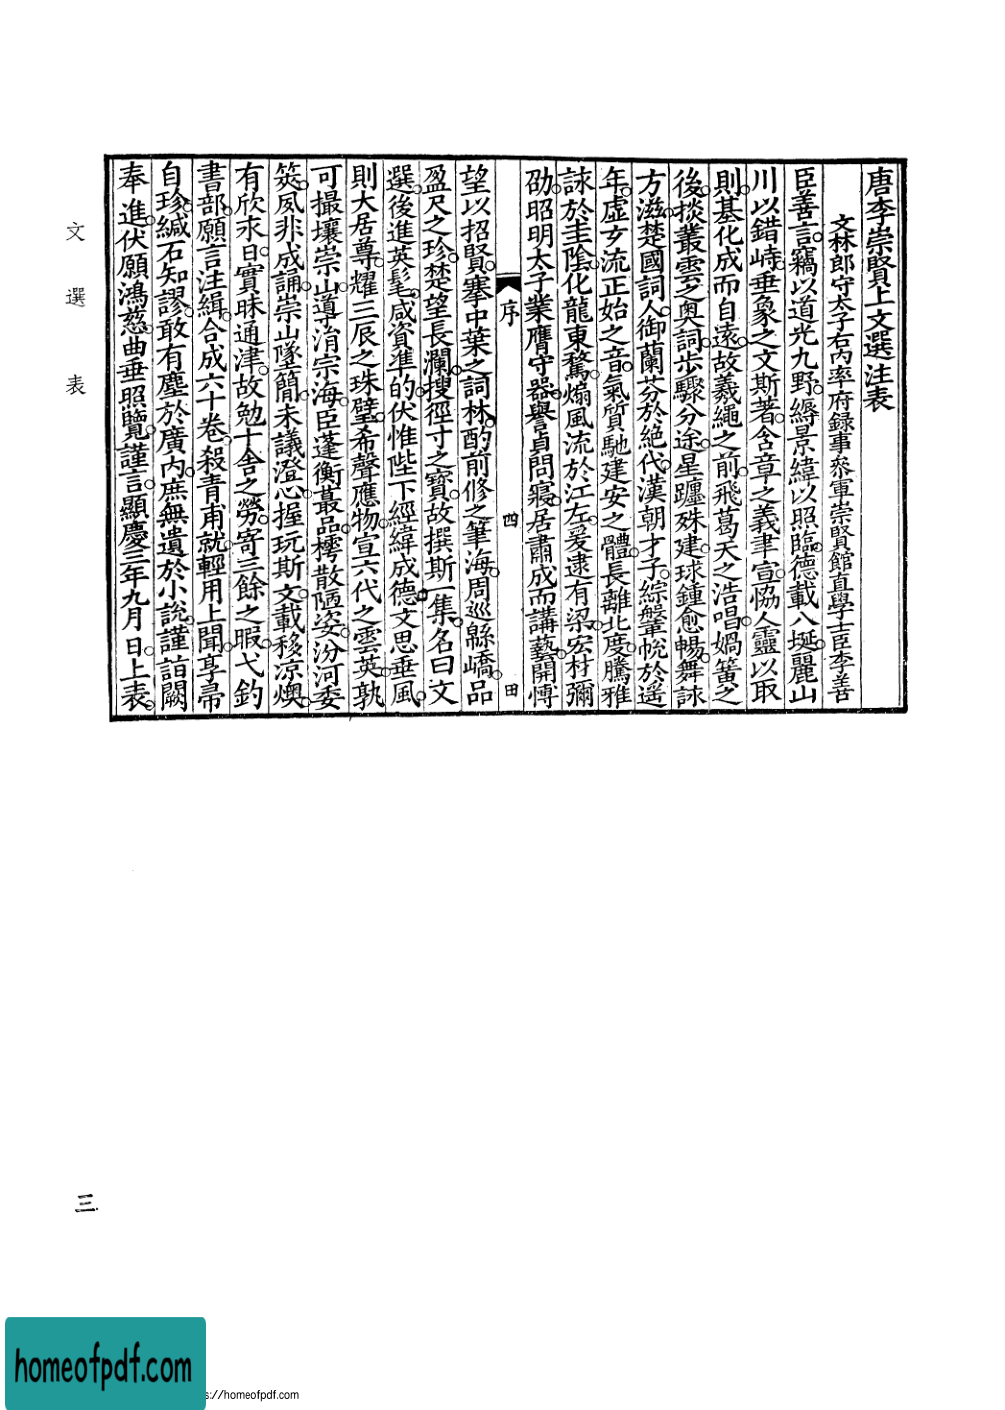 唐李崇賢上文選注表
文林郎守太子右內率府錄事參軍崇賢館直學士臣李善
臣善言。竊以道光九野。縟景緯以照臨。德載八埏。麗山
川以錯峙。垂象之文斯著。含章之義聿宣。恊人靈以取
則。基化成而自遠。故羲繩之前。飛葛天之浩唱。媧簧之
後。掞叢雲之奥詞。步驟分途。星躔殊建。球鍾愈暢。舞詠
方滋。楚國詞人。御蘭芬於絶代。漢朝才子。綜鞶帨於遙
年。虛玄流正始之音。氣質馳建安之體。長離北度。騰雅
詠於圭陰。化龍東騖。煽風流於江左。爰逮有梁。宏材彌
劭。昭明太子業膺守器。譽貞問寢。居肅成而講藝。開博
序 四 田
望以招賢。搴中葉之詞林。酌前修之筆海。周巡緜嶠。品
盈尺之珍。楚望長瀾。搜徑寸之寶。故撰斯一集。名曰文
選。後進英髦。咸資準的。伏惟陛下經緯成德。文思垂風。
則大居尊。耀三辰之珠璧。希聲應物。宣六代之雲英。孰
可撮壤崇山。導涓宗海。臣蓬衡蕞品。樗散陋姿。汾河委
筴。夙非成誦。崇山墜簡。未議澄心。握玩斯文。載移涼燠。
有欣永日。實昧通津。故勉十舍之勞。寄三餘之暇。弋釣
書部。願言注緝。合成六十卷。殺青甫就。輕用上聞。享帚
自珍。緘石知謬。敢有塵於廣內。庶無遺於小說。謹詣闕
奉進。伏願鴻慈。曲垂照覽。謹言。顯慶三年九月 日。上表。
文選 表
三
homeofpdf.com
s://homeofpdf.com